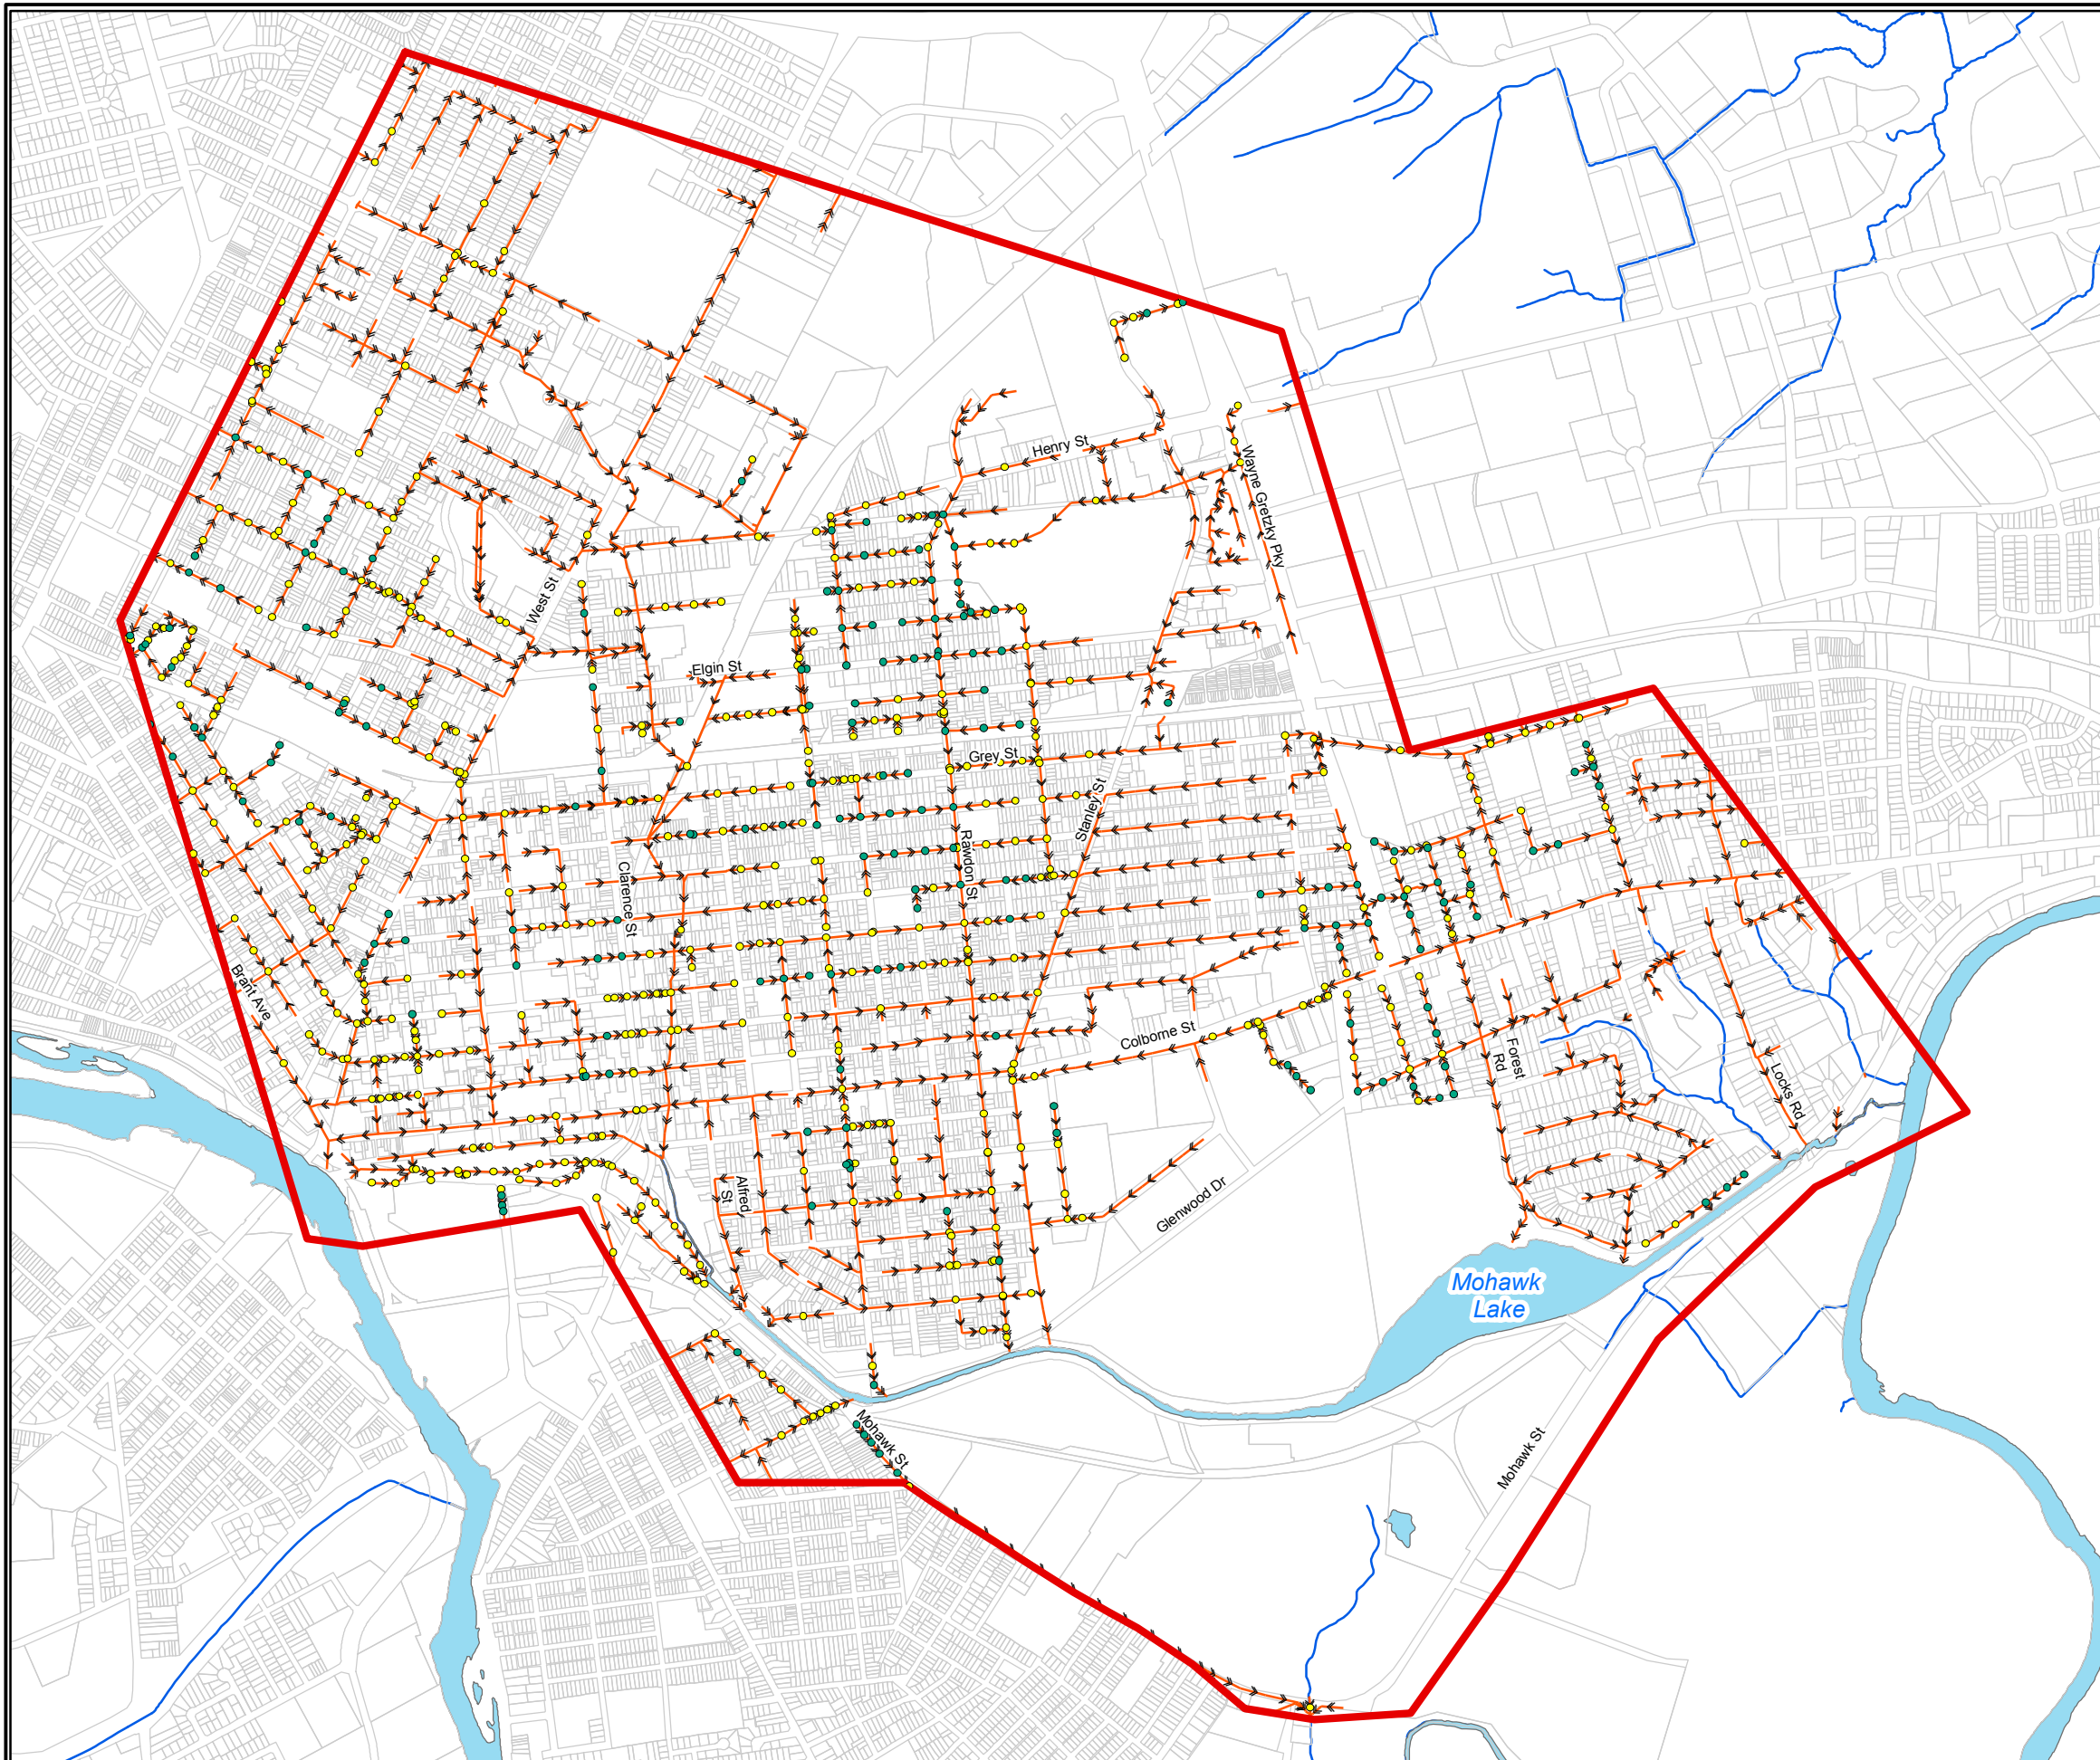 Henry St
Wayne Gretzky Pky
West St
Elgin St
Grey St
Stanley St
Rawdon St
Clarence St
Brant Ave
Colborne St
Forest
Rd
Locks Rd
Alfred
St
Glenwood Dr
Mohawk
Lake
Mohawk St
Mohawk St